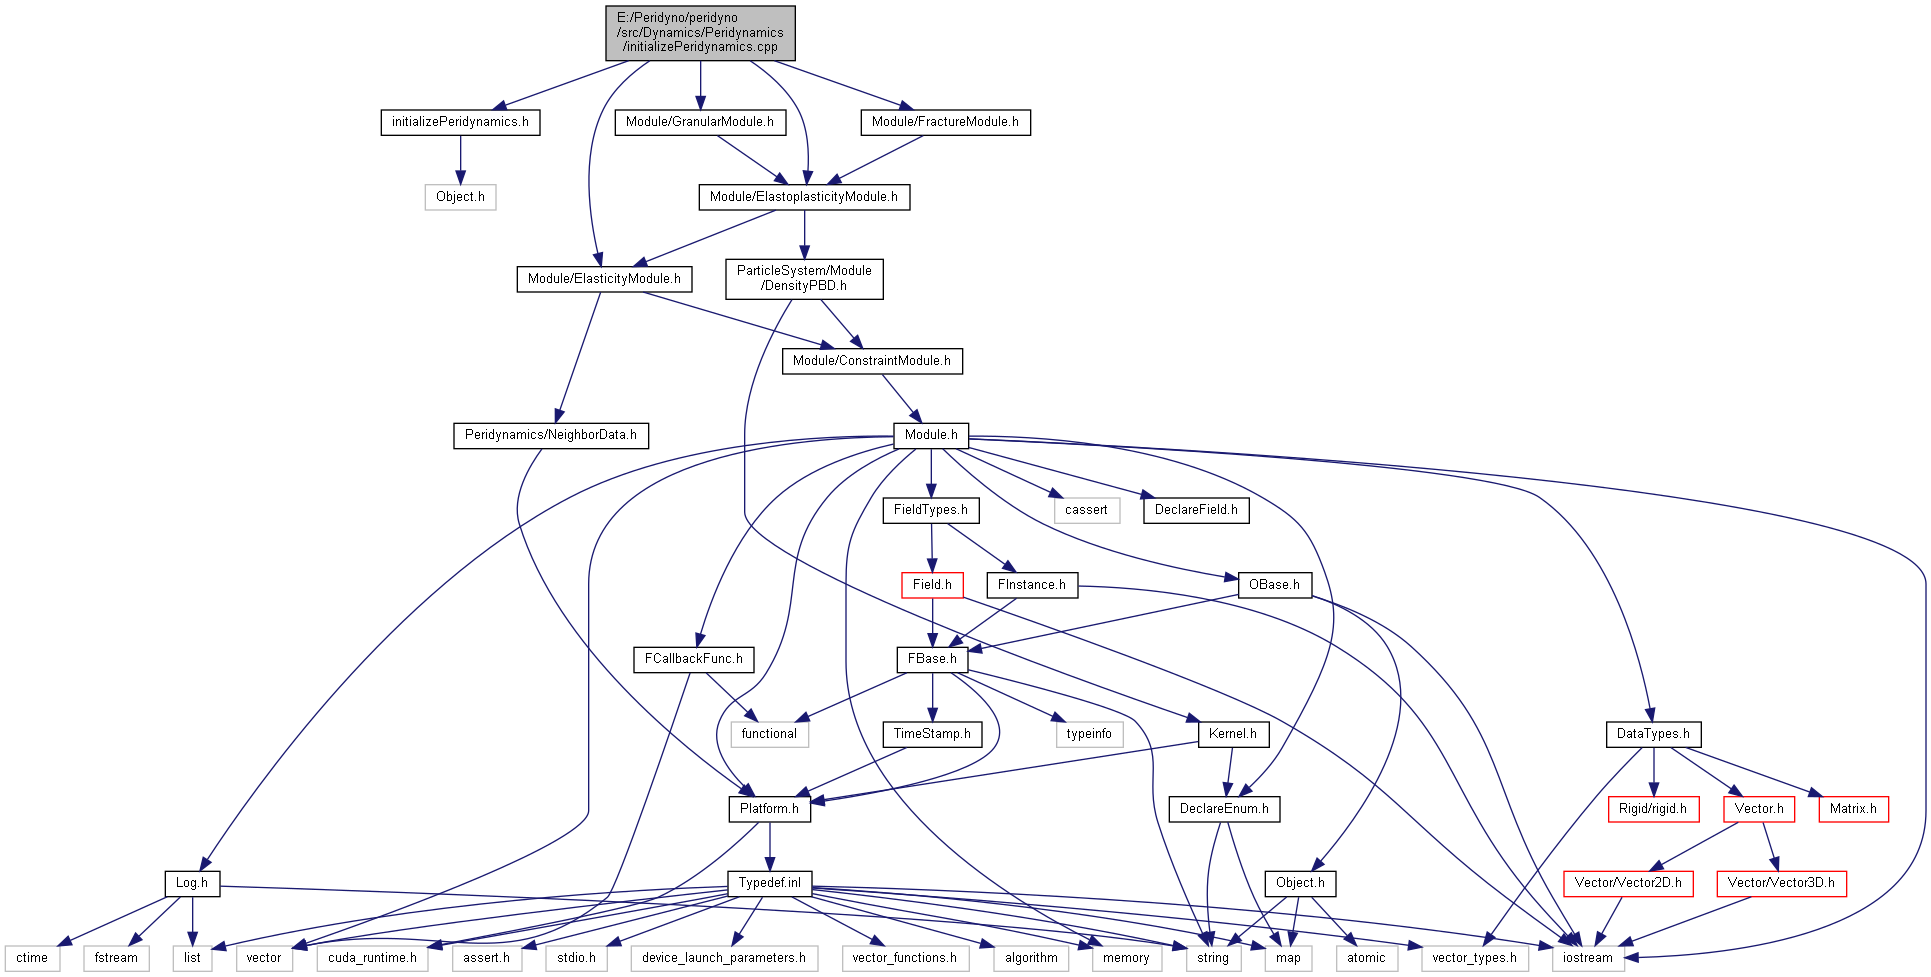 E:/Peridyno/peridyno
/src/Dynamics/Peridynamics
/initializePeridynamics.cpp
initializePeridynamics.h
Module/GranularModule.h
Module/FractureModule.h
Object.h
Module/ElastoplasticityModule.h
Module/ElasticityModule.h
ParticleSystem/Module
/DensityPBD.h
Module/ConstraintModule.h
Peridynamics/NeighborData.h
Module.h
FieldTypes.h
cassert
DeclareField.h
Field.h
FInstance.h
OBase.h
FCallbackFunc.h
FBase.h
functional
TimeStamp.h
typeinfo
Kernel.h
DataTypes.h
Platform.h
DeclareEnum.h
Rigid/rigid.h
Vector.h
Matrix.h
Log.h
Typedef.inl
Object.h
Vector/Vector2D.h
Vector/Vector3D.h
ctime
fstream
list
vector
cuda_runtime.h
assert.h
stdio.h
device_launch_parameters.h
vector_functions.h
algorithm
memory
string
map
atomic
vector_types.h
iostream